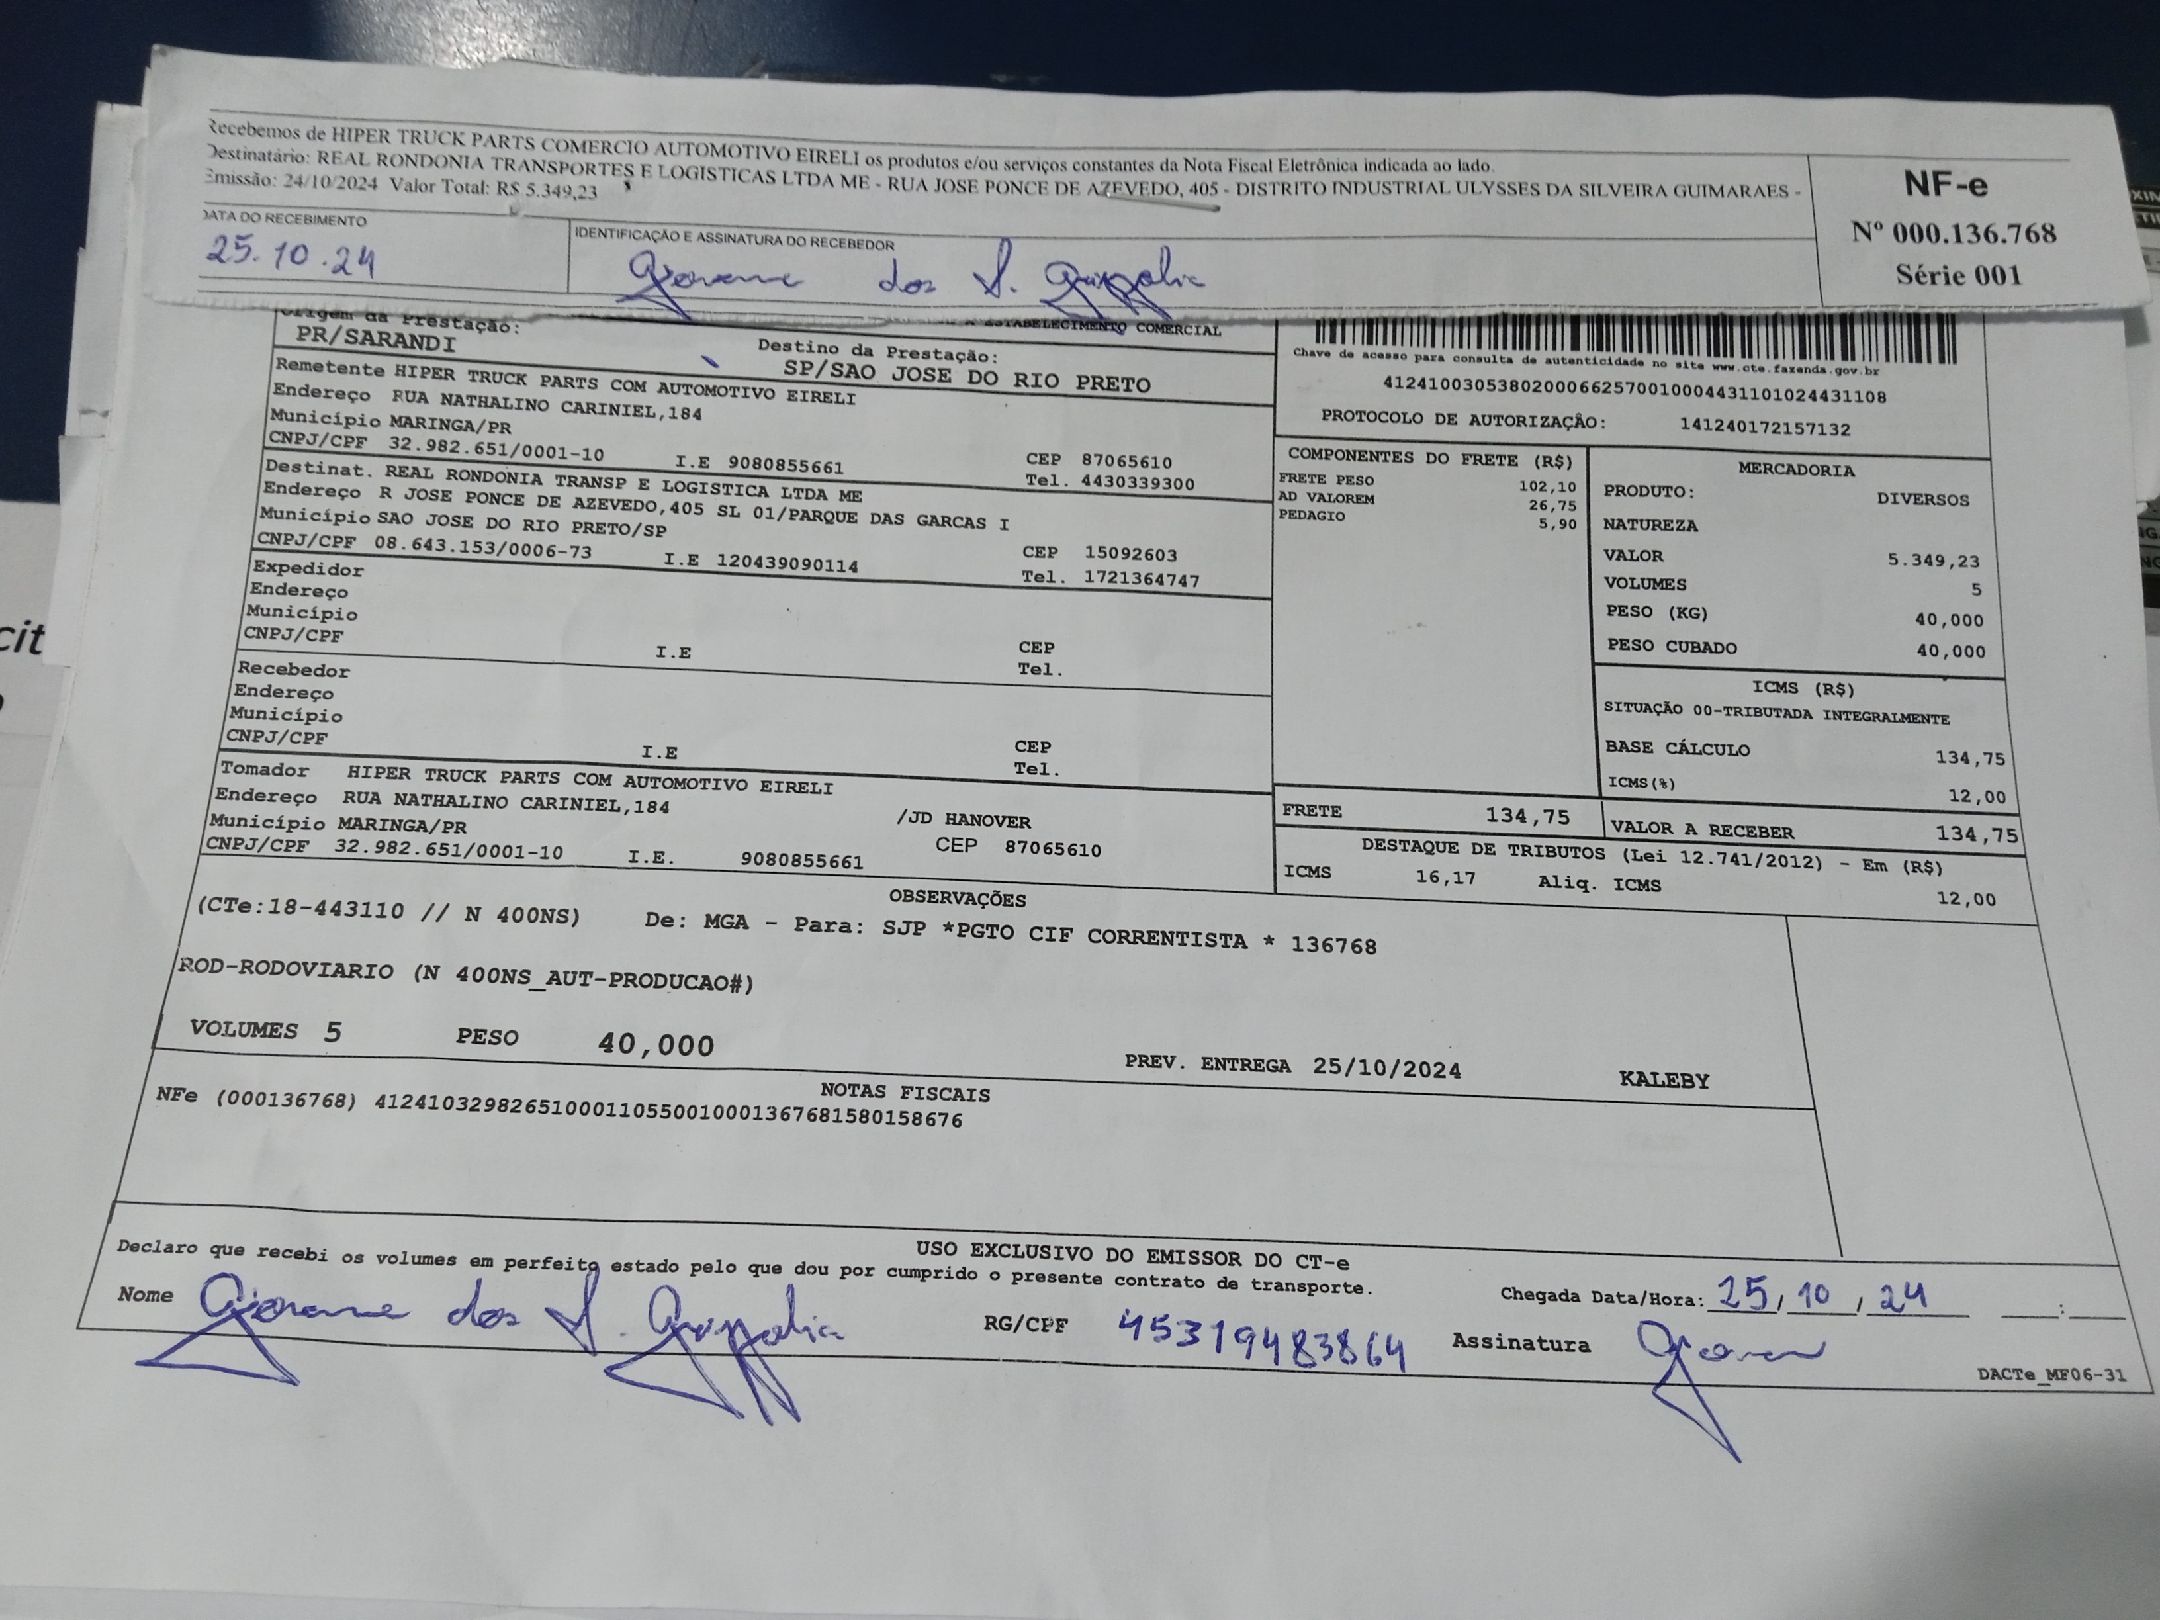 Recebemos de HIPER TRUCK PARTS COMERCIO AUTOMOTIVO EIRELI os produtos e/ou serviços constantes da Nota Fiscal Eletrônica indicada ao lado.
Destinatário: REAL RONDONIA TRANSPORTES E LOGISTICAS LTDA ME - RUA JOSE PONCE DE AZEVEDO, 405 - DISTRITO INDUSTRIAL ULYSSES DA SILVEIRA GUIMARAES -
Emissão: 24/10/2024 Valor Total: R$ 5.349,23
NF-e
Nº 000.136.768
Série 001
DATA DO RECEBIMENTO
25.10.24
IDENTIFICAÇÃO E ASSINATURA DO RECEBEDOR
dos S.
ESTABELECIMENTO COMERCIAL
Origem da Prestação:
PR/SARANDI
Destino da Prestação:
SP/SAO JOSE DO RIO PRETO
Remetente HIPER TRUCK PARTS COM AUTOMOTIVO EIRELI
Endereço RUA NATHALINO CARINIEL,184
Município MARINGA/PR
CNPJ/CPF 32.982.651/0001-10 I.E 9080855661
CEP 87065610
Tel. 4430339300
Destinat. REAL RONDONIA TRANSP E LOGISTICA LTDA ME
Endereço R JOSE PONCE DE AZEVEDO,405 SL 01/PARQUE DAS GARCAS I
Município SAO JOSE DO RIO PRETO/SP
CNPJ/CPF 08.643.153/0006-73 I.E 120439090114
CEP 15092603
Tel. 1721364747
Expedidor
Endereço
Município
CNPJ/CPF I.E
CEP
Tel.
Recebedor
Endereço
Município
CNPJ/CPF I.E
CEP
Tel.
Tomador HIPER TRUCK PARTS COM AUTOMOTIVO EIRELI
Endereço RUA NATHALINO CARINIEL,184 /JD HANOVER
Município MARINGA/PR CEP 87065610
CNPJ/CPF 32.982.651/0001-10 I.E. 9080855661
Chave de acesso para consulta de autenticidade no site www.cte.fazenda.gov.br
41241003053802000662570010004431101024431108
PROTOCOLO DE AUTORIZAÇÃO: 141240172157132
COMPONENTES DO FRETE (R$)
FRETE PESO 102,10
AD VALOREM 26,75
PEDAGIO 5,90
MERCADORIA
PRODUTO: DIVERSOS
NATUREZA
VALOR 5.349,23
VOLUMES 5
PESO (KG) 40,000
PESO CUBADO 40,000
ICMS (R$)
SITUAÇÃO 00-TRIBUTADA INTEGRALMENTE
BASE CÁLCULO 134,75
ICMS(%) 12,00
FRETE 134,75
VALOR A RECEBER 134,75
DESTAQUE DE TRIBUTOS (Lei 12.741/2012) - Em (R$)
ICMS 16,17 Aliq. ICMS 12,00
OBSERVAÇÕES
(CTe:18-443110 // N 400NS) De: MGA - Para: SJP *PGTO CIF CORRENTISTA * 136768
ROD-RODOVIARIO (N 400NS_AUT-PRODUCAO#)
VOLUMES 5 PESO 40,000 PREV. ENTREGA 25/10/2024 KALEBY
NOTAS FISCAIS
NFe (000136768) 41241032982651000110550010001367681580158676
USO EXCLUSIVO DO EMISSOR DO CT-e
Declaro que recebi os volumes em perfeito estado pelo que dou por cumprido o presente contrato de transporte.
Chegada Data/Hora: 25/10/24 __:__
Nome dos S. RG/CPF 45319483864 Assinatura
DACTe_MF06-31
cit